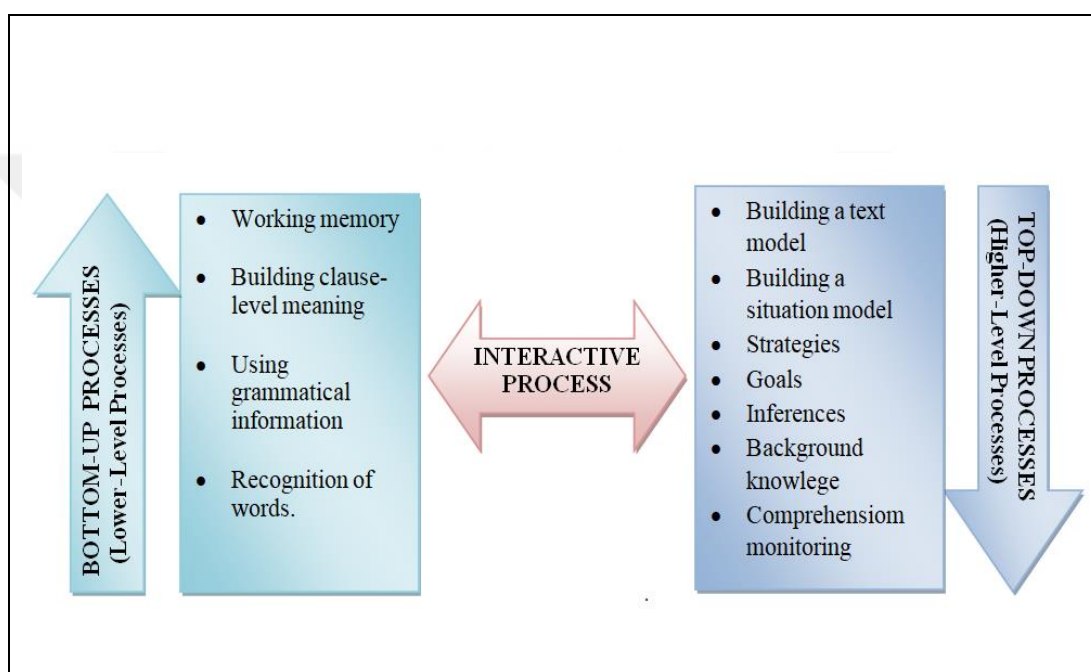 BOTTOM-UP PROCESSES
(Lower-Level Processes)
• Working memory
• Building clause-
level meaning
• Using
grammatical
information
• Recognition of
words.
INTERACTIVE
PROCESS
• Building a text
model
• Building a
situation model
• Strategies
• Goals
• Inferences
• Background
knowlege
• Comprehensiom
monitoring
TOP-DOWN PROCESSES
(Higher-Level Processes)
.